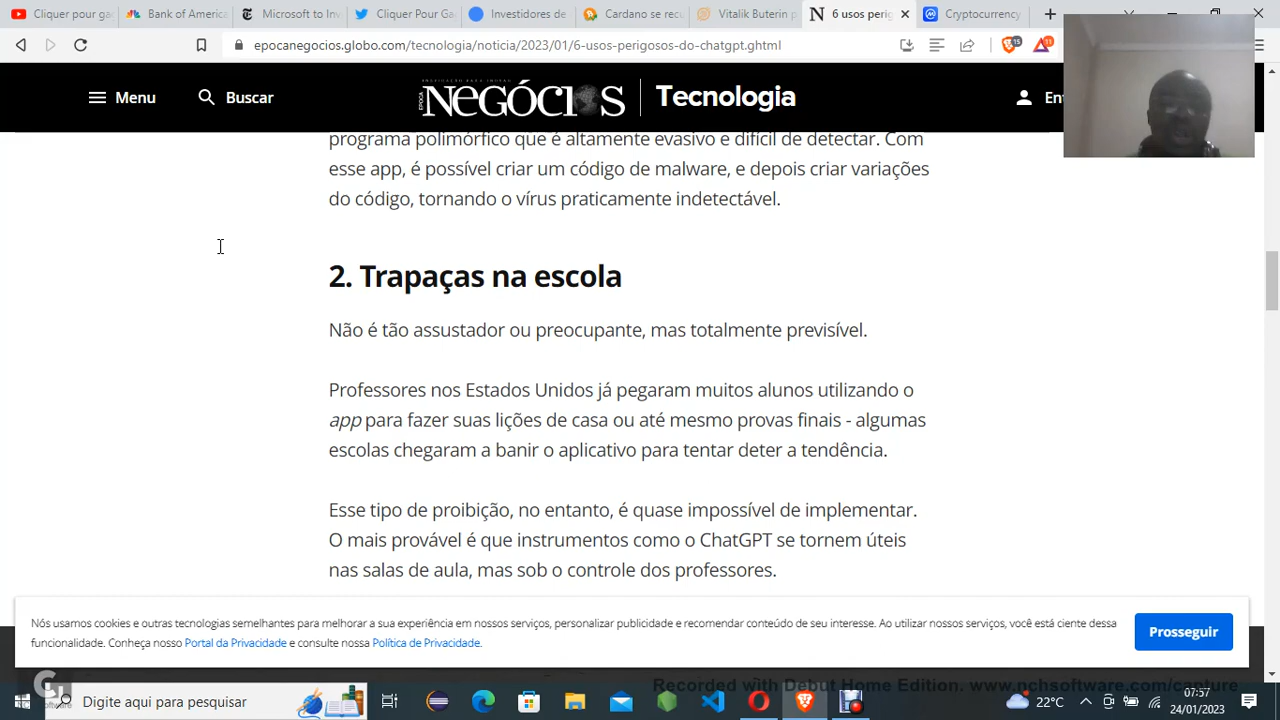 Cliquer pour ga
Bank of America
Microsoft to Inv
Cliquer Pour Ga
Investidores de
Cardano se recu
Vitalik Buterin p
6 usos perig
Cryptocurrency
epocanegocios.globo.com/tecnologia/noticia/2023/01/6-usos-perigosos-do-chatgpt.ghtml
15
11
Menu
Buscar
NEGÓCIOS
Tecnologia
Ent
programa polimórfico que é altamente evasivo e difícil de detectar. Com
esse app, é possível criar um código de malware, e depois criar variações
do código, tornando o vírus praticamente indetectável.
2. Trapaças na escola
Não é tão assustador ou preocupante, mas totalmente previsível.
Professores nos Estados Unidos já pegaram muitos alunos utilizando o
app para fazer suas lições de casa ou até mesmo provas finais - algumas
escolas chegaram a banir o aplicativo para tentar deter a tendência.
Esse tipo de proibição, no entanto, é quase impossível de implementar.
O mais provável é que instrumentos como o ChatGPT se tornem úteis
nas salas de aula, mas sob o controle dos professores.
Nós usamos cookies e outras tecnologias semelhantes para melhorar a sua experiência em nossos serviços, personalizar publicidade e recomendar conteúdo de seu interesse. Ao utilizar nossos serviços, você está ciente dessa
funcionalidade. Conheça nosso Portal da Privacidade e consulte nossa Política de Privacidade.
Prosseguir
Recorded with Debut Home Edition. www.nchsoftware.com/capture
Digite aqui para pesquisar
22°C
07:57
24/01/2023